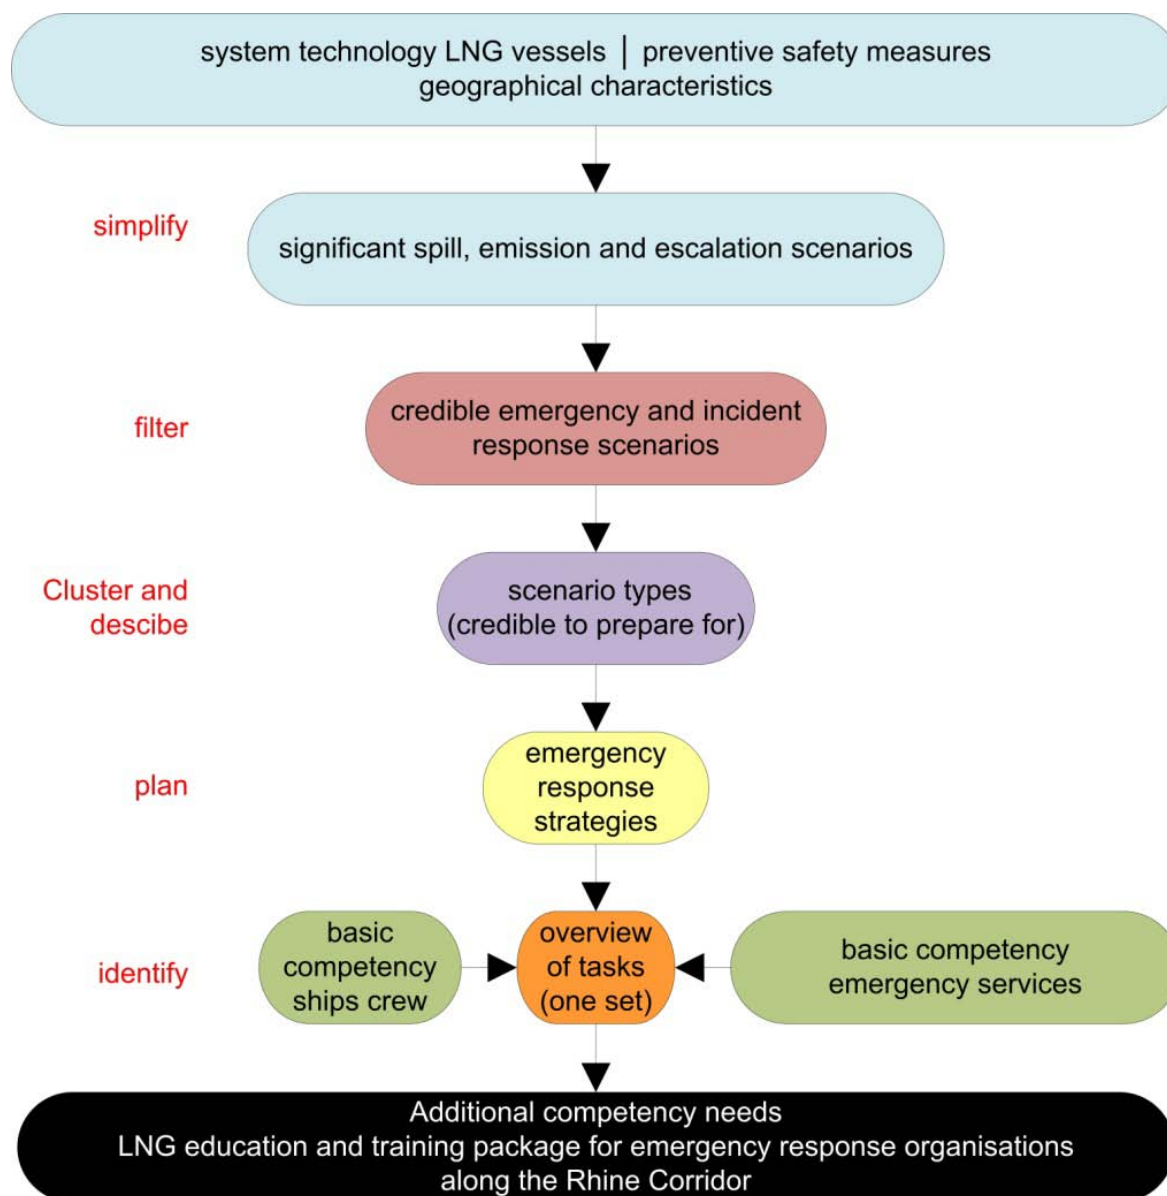 system technology LNG vessels | preventive safety measures
geographical characteristics
simplify
significant spill, emission and escalation scenarios
filter
credible emergency and incident
response scenarios
Cluster and
descibe
scenario types
(credible to prepare for)
plan
emergency
response
strategies
identify
basic
competency
ships crew
overview
of tasks
(one set)
basic competency
emergency services
Additional competency needs
LNG education and training package for emergency response organisations
along the Rhine Corridor